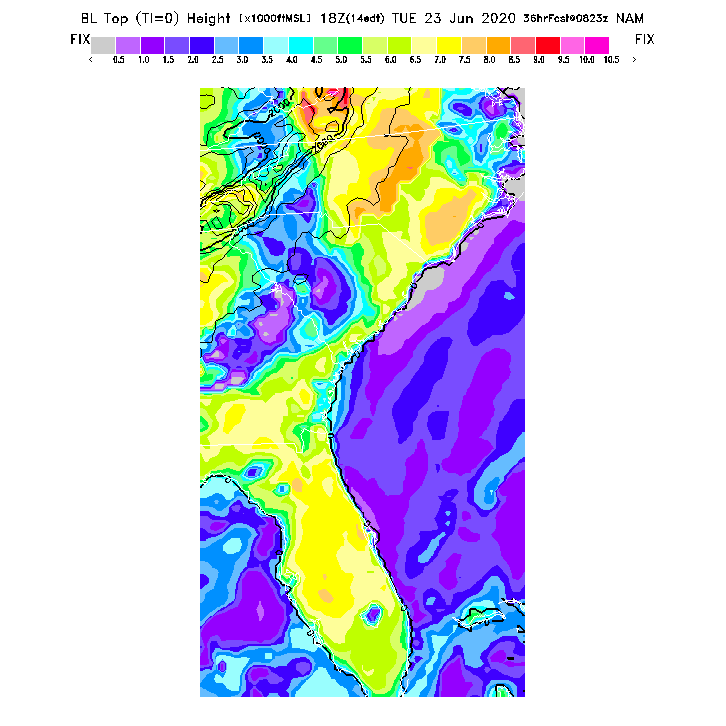 BL Top (TI=0) Height [x1000ftMSL] 18Z(14edt) TUE 23 Jun 2020 36hrFcst@0823z NAM
FIX FIX
< 0.5 1.0 1.5 2.0 2.5 3.0 3.5 4.0 4.5 5.0 5.5 6.0 6.5 7.0 7.5 8.0 8.5 9.0 9.5 10.0 10.5 >
2000
2000